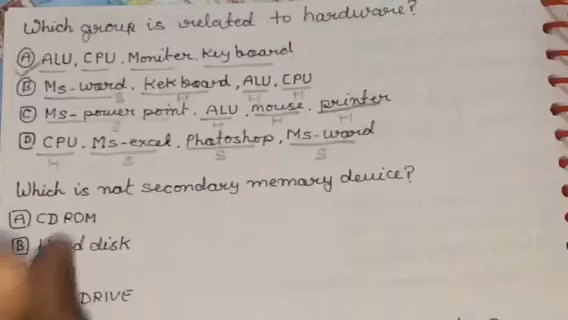 Which group is related to hardware?
A ALU, CPU, Moniter, Keyboard
B Ms-word, Kekboard, ALU, CPU
S H H H
C Ms-power point, ALU, mouse, printer
S H H H
D CPU, Ms-excel, Photoshop, Ms-word
H S S S
Which is not secondary memary device?
A CD ROM
B disk
DRIVE